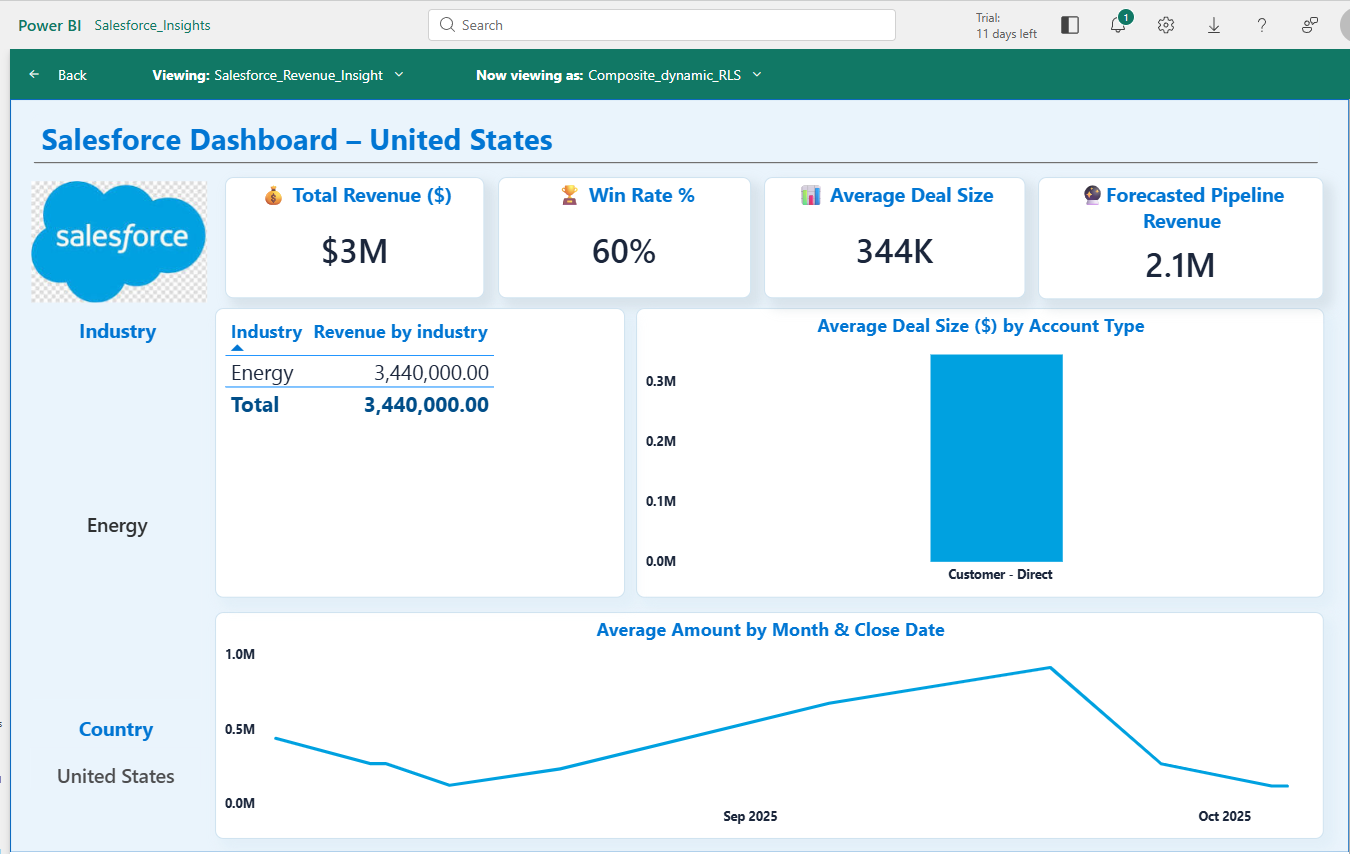 Power BI Salesforce_Insights
Search
Trial:
11 days left
1
?
Back
Viewing: Salesforce_Revenue_Insight
Now viewing as: Composite_dynamic_RLS
Salesforce Dashboard – United States
salesforce
Total Revenue ($)
$3M
Win Rate %
60%
Average Deal Size
344K
Forecasted Pipeline
Revenue
2.1M
Industry
Energy
Industry Revenue by industry
Energy 3,440,000.00
Total 3,440,000.00
Average Deal Size ($) by Account Type
0.3M
0.2M
0.1M
0.0M
Customer - Direct
Country
United States
Average Amount by Month & Close Date
1.0M
0.5M
0.0M
Sep 2025 Oct 2025